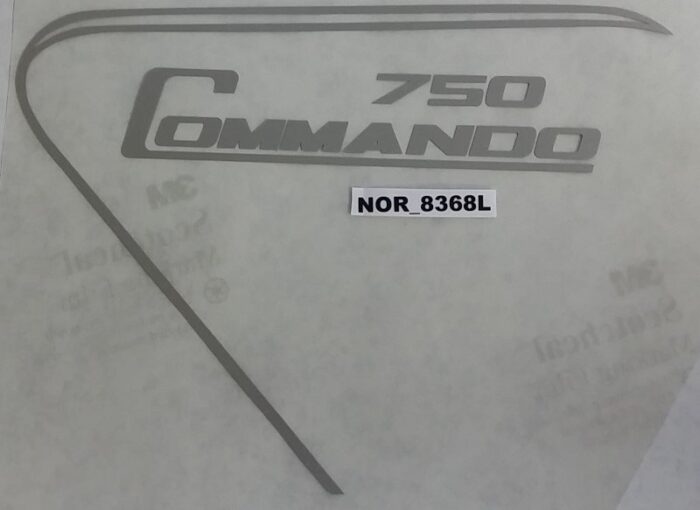 750
COMMANDO
NOR_8368L
3M
Scotchcal
3M
Scotchcal